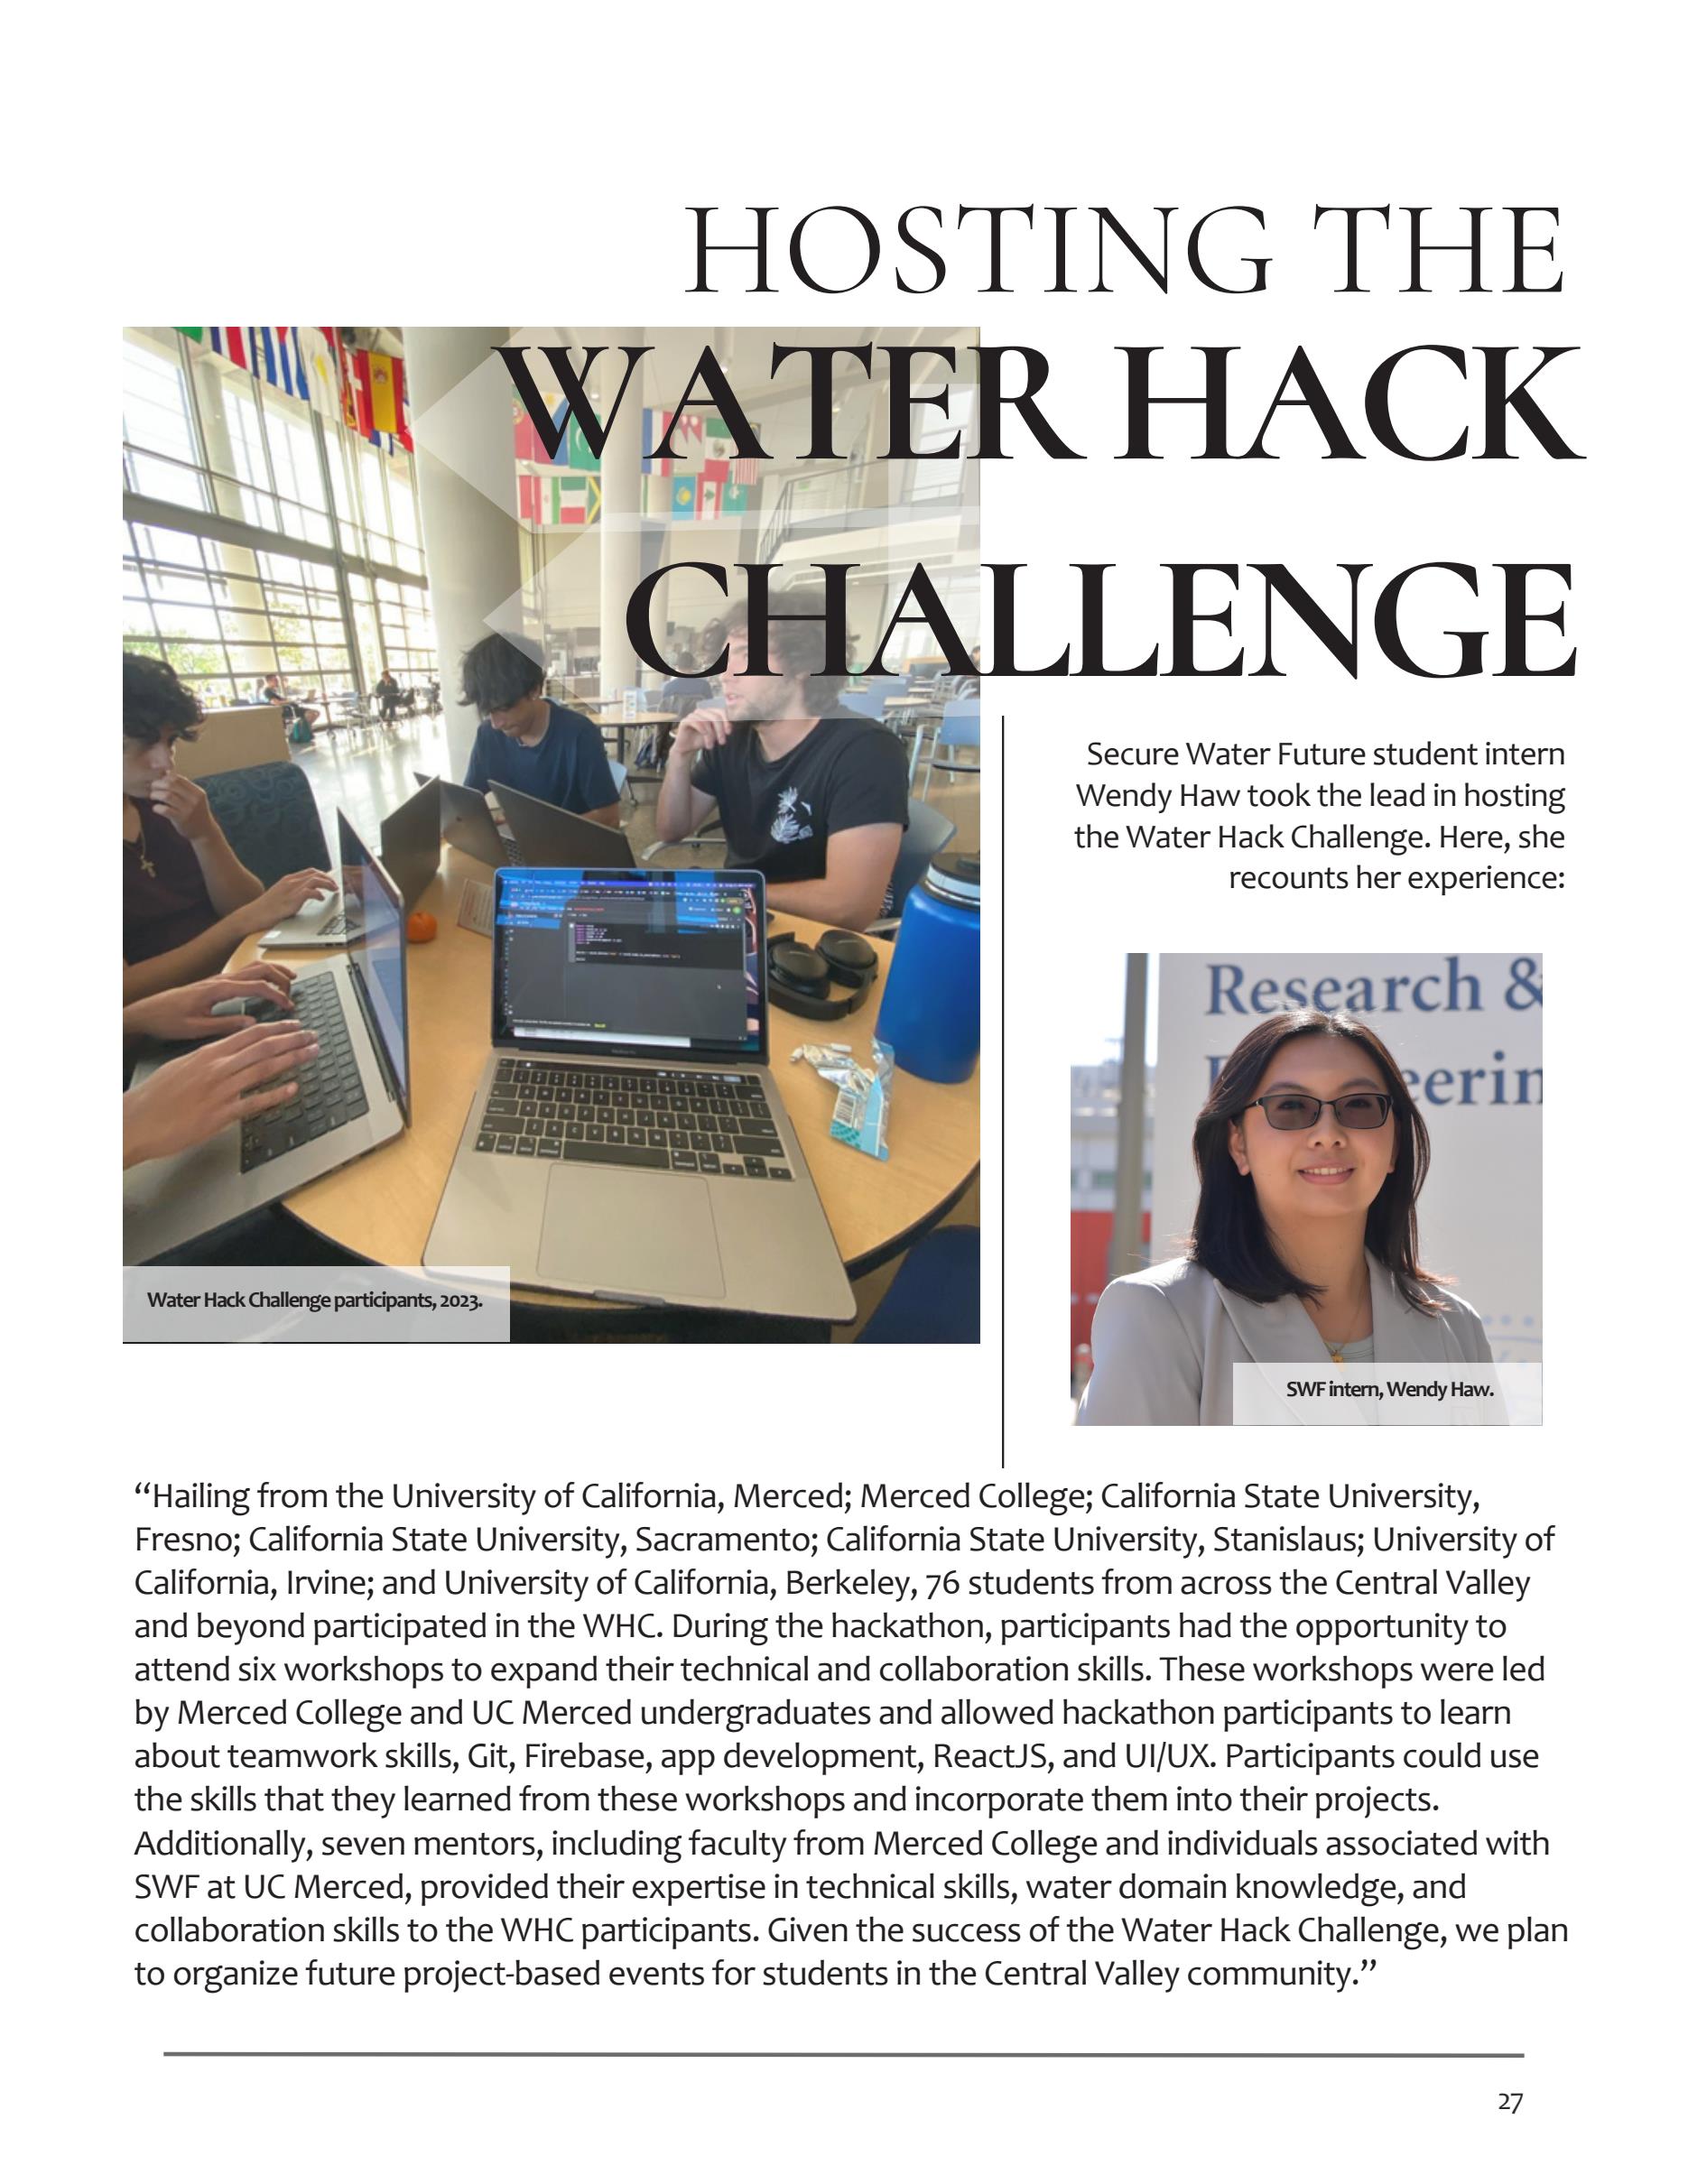 HOSTING THE
WATER HACK
CHALLENGE
Secure Water Future student intern
Wendy Haw took the lead in hosting
the Water Hack Challenge. Here, she
recounts her experience:
Research &
eerin
Water Hack Challenge participants, 2023.
SWF intern, Wendy Haw.
“Hailing from the University of California, Merced; Merced College; California State University,
Fresno; California State University, Sacramento; California State University, Stanislaus; University of
California, Irvine; and University of California, Berkeley, 76 students from across the Central Valley
and beyond participated in the WHC. During the hackathon, participants had the opportunity to
attend six workshops to expand their technical and collaboration skills. These workshops were led
by Merced College and UC Merced undergraduates and allowed hackathon participants to learn
about teamwork skills, Git, Firebase, app development, ReactJS, and UI/UX. Participants could use
the skills that they learned from these workshops and incorporate them into their projects.
Additionally, seven mentors, including faculty from Merced College and individuals associated with
SWF at UC Merced, provided their expertise in technical skills, water domain knowledge, and
collaboration skills to the WHC participants. Given the success of the Water Hack Challenge, we plan
to organize future project-based events for students in the Central Valley community.”
27